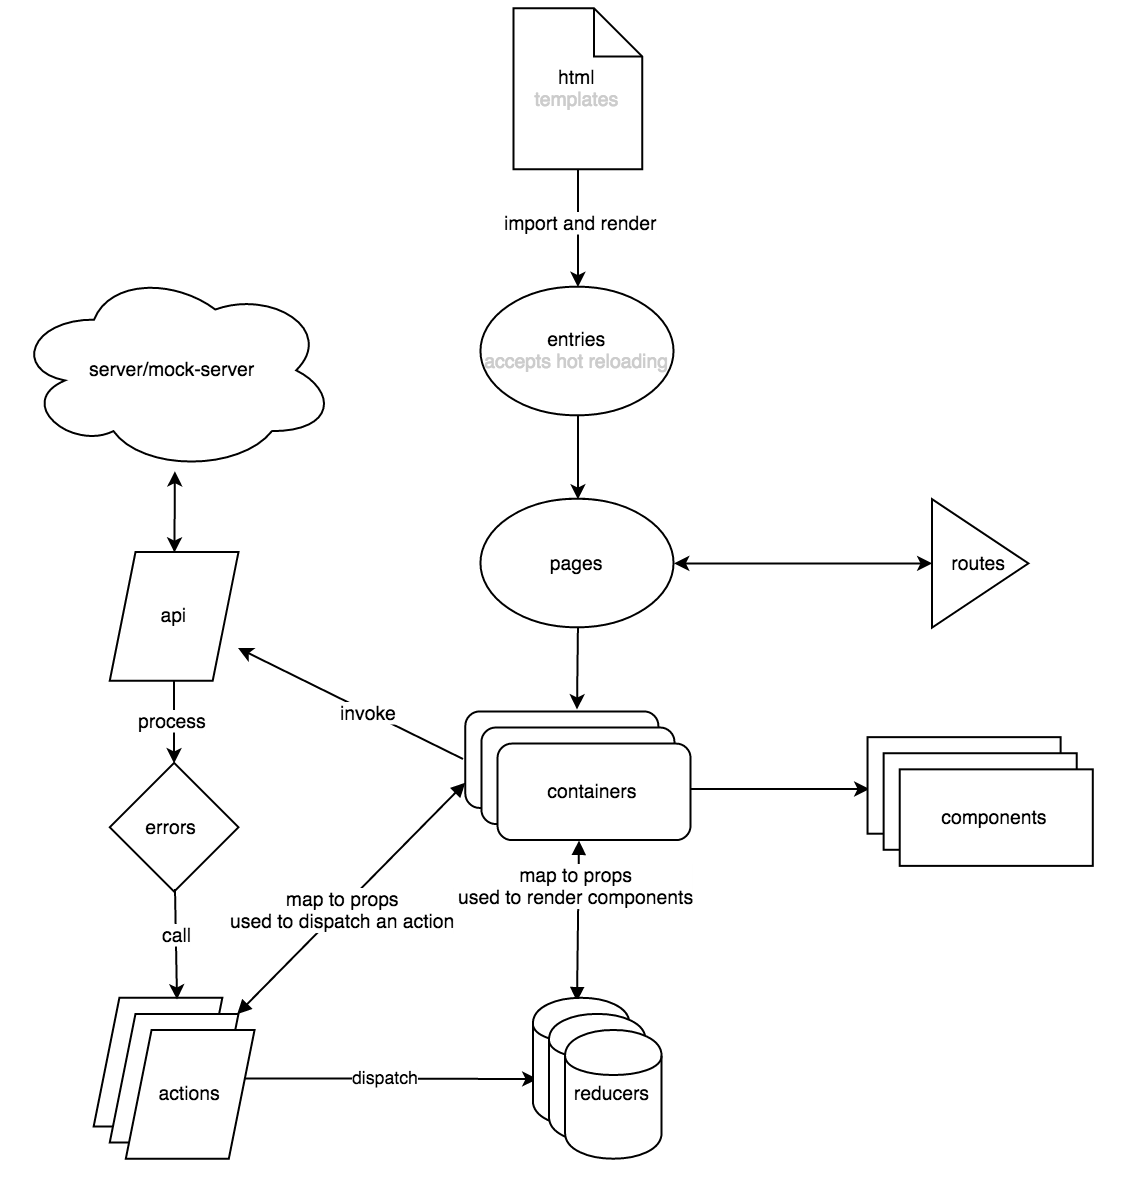 html
templates
import and render
entries
accepts hot reloading
server/mock-server
pages
routes
api
invoke
process
containers
components
errors
map to props
used to render components
map to props
used to dispatch an action
call
dispatch
actions
reducers